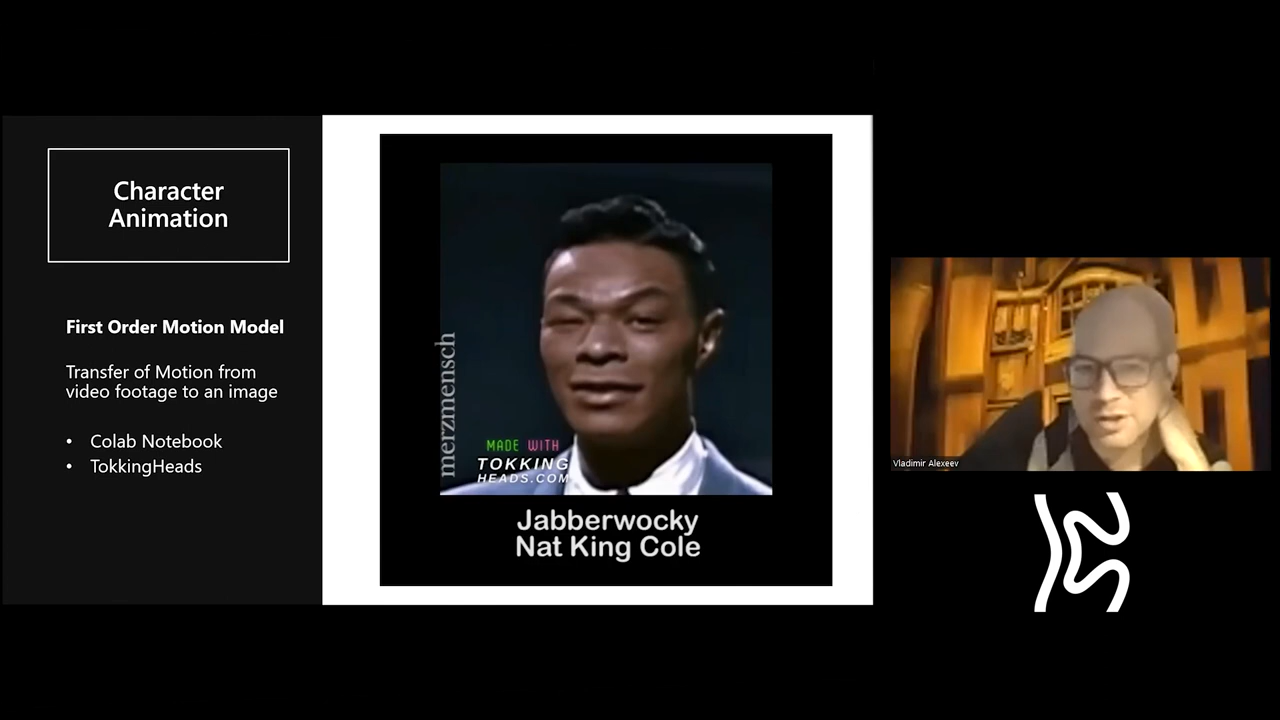 Character
Animation
First Order Motion Model
Transfer of Motion from
video footage to an image
• Colab Notebook
• TokkingHeads
merzmensch
MADE WITH
TOKKING
HEADS.COM
Jabberwocky
Nat King Cole
Vladimir Alexeev